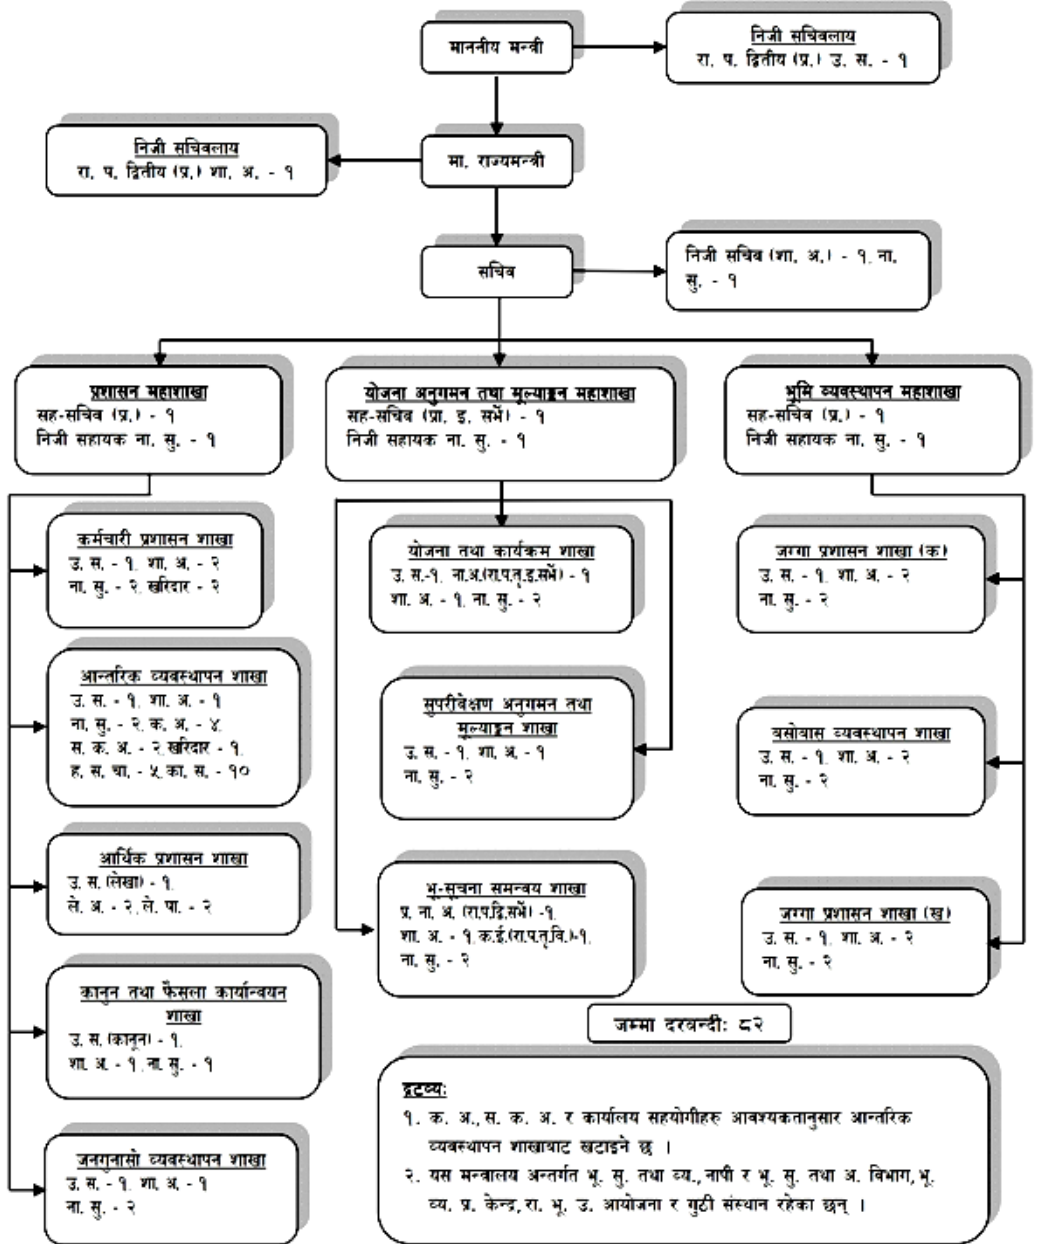 माननीय मन्त्री
निजी सचिवलाय
रा. प. द्वितीय (प्र.) उ. स. - १
निजी सचिवलाय
रा. प. द्वितीय (प्र.) शा. अ. - १
मा. राज्यमन्त्री
सचिव
निजी सचिव (शा. अ.) - १. ना.
सु. - १
प्रशासन महाशाखा
सह-सचिव (प्र.) - १
निजी सहायक ना. सु. - १
योजना अनुगमन तथा मूल्याङ्कन महाशाखा
सह-सचिव (प्रा. इ. सर्भे) - १
निजी सहायक ना. सु. - १
भूमि व्यवस्थापन महाशाखा
सह-सचिव (प्र.) - १
निजी सहायक ना. सु. - १
कर्मचारी प्रशासन शाखा
उ. स. - १. शा. अ. - २
ना. सु. - २. खरिदार - २
आन्तरिक व्यवस्थापन शाखा
उ. स. - १. शा. अ. - १
ना. सु. - २. क. अ. - ४.
स. क. अ. - २. खरिदार - १.
ह. स. चा. - ५. का. स. - १०
आर्थिक प्रशासन शाखा
उ. स. (लेखा) - १.
ले. अ. - २. ले. पा. - २
कानुन तथा फैसला कार्यान्वयन
शाखा
उ. स. (कानून) - १.
शा. अ. - १. ना. सु. - १
जनगुनासो व्यवस्थापन शाखा
उ. स. - १. शा. अ. - १
ना. सु. - २
योजना तथा कार्यक्रम शाखा
उ. स.-१. ना.अ.(रा.प.तृ.इ.सर्भे) - १
शा. अ. - १. ना. सु. - २
सुपरीवेक्षण अनुगमन तथा
मूल्याङ्कन शाखा
उ. स. - १. शा. अ. - १
ना. सु. - २
भू-सूचना समन्वय शाखा
प्र. ना. अ. (रा.प.द्वि.सर्भे) -१.
शा. अ. - १. क.ई.(रा.प.तृ.वि.)-१.
ना. सु. - २
जग्गा प्रशासन शाखा (क)
उ. स. - १. शा. अ. - २
ना. सु. - २
बसोबास व्यवस्थापन शाखा
उ. स. - १. शा. अ. - २
ना. सु. - २
जग्गा प्रशासन शाखा (ख)
उ. स. - १. शा. अ. - २
ना. सु. - २
जम्मा दरबन्दी: ८२
द्रटव्य:
१. क. अ., स. क. अ. र कार्यालय सहयोगीहरु आवश्यकतानुसार आन्तरिक
व्यवस्थापन शाखाबाट खटाइने छ ।
२. यस मन्त्रालय अन्तर्गत भू. सु. तथा व्य., नापी र भू. सु. तथा अ. विभाग, भू.
व्य. प्र. केन्द्र, रा. भू. उ. आयोजना र गुठी संस्थान रहेका छन् ।